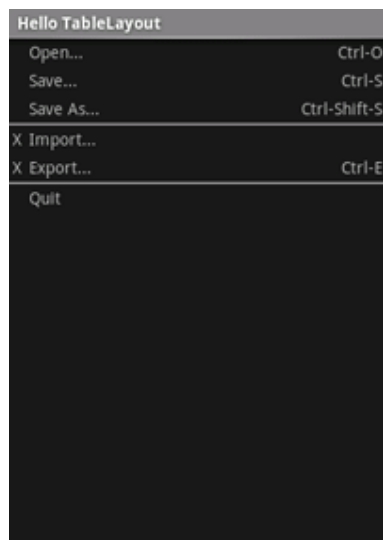 Hello TableLayout
Open... Ctrl-O
Save... Ctrl-S
Save As... Ctrl-Shift-S
X Import...
X Export... Ctrl-E
Quit